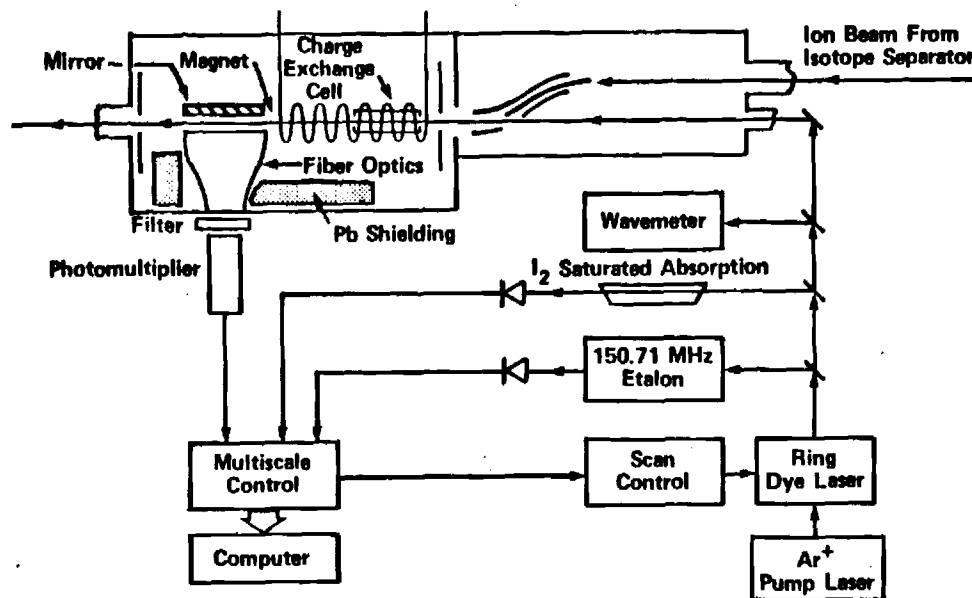 Ion Beam From
Isotope Separator
Charge
Exchange
Cell
Mirror
Magnet
Fiber Optics
Pb Shielding
Filter
Photomultiplier
Wavemeter
I2 Saturated Absorption
150.71 MHz
Etalon
Multiscale
Control
Scan
Control
Ring
Dye Laser
Computer
Ar+
Pump Laser